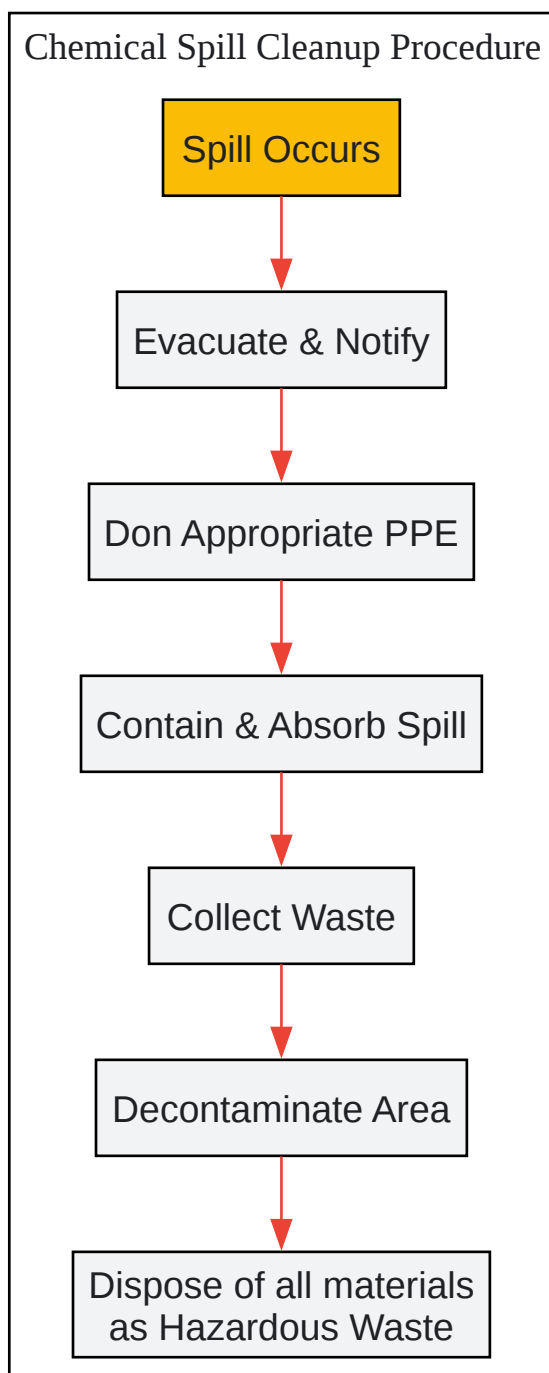 Chemical Spill Cleanup Procedure
Spill Occurs
Evacuate & Notify
Don Appropriate PPE
Contain & Absorb Spill
Collect Waste
Decontaminate Area
Dispose of all materials
as Hazardous Waste